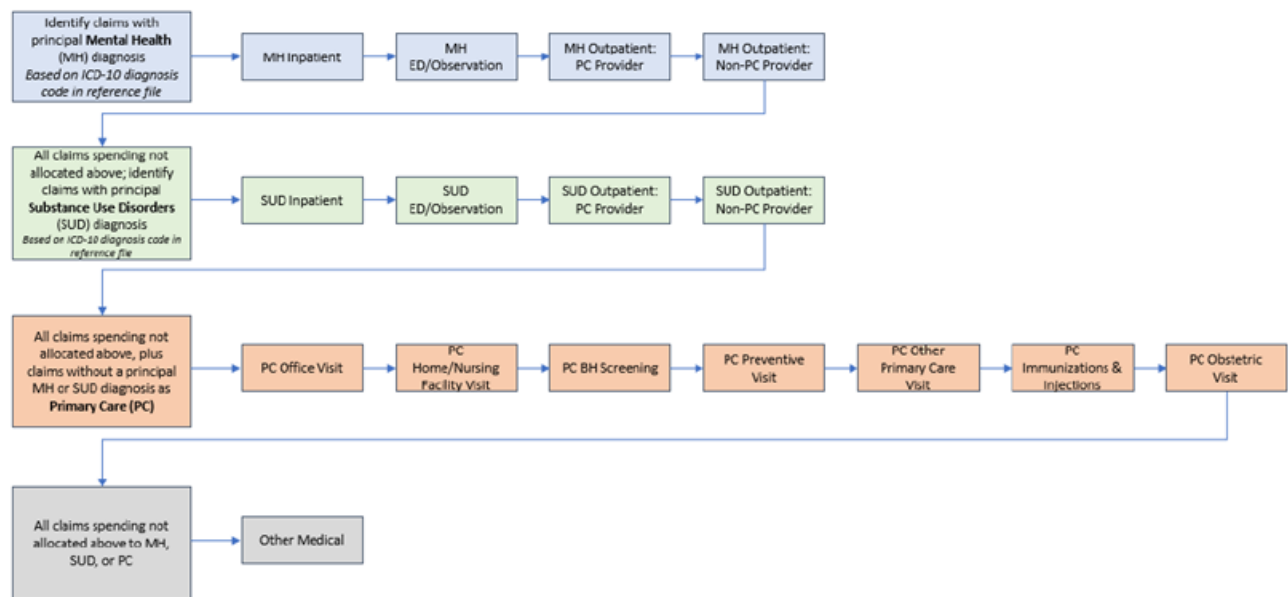 Identify claims with
principal Mental Health
(MH) diagnosis
Based on ICD-10 diagnosis
code in reference file
MH Inpatient
MH
ED/Observation
MH Outpatient:
PC Provider
MH Outpatient:
Non-PC Provider
All claims spending not
allocated above; identify
claims with principal
Substance Use Disorders
(SUD) diagnosis
Based on ICD-10 diagnosis code in
reference file
SUD Inpatient
SUD
ED/Observation
SUD Outpatient:
PC Provider
SUD Outpatient:
Non-PC Provider
All claims spending not
allocated above, plus
claims without a principal
MH or SUD diagnosis as
Primary Care (PC)
PC Office Visit
PC
Home/Nursing
Facility Visit
PC BH Screening
PC Preventive
Visit
PC Other
Primary Care
Visit
PC
Immunizations &
Injections
PC Obstetric
Visit
All claims spending not
allocated above to MH,
SUD, or PC
Other Medical